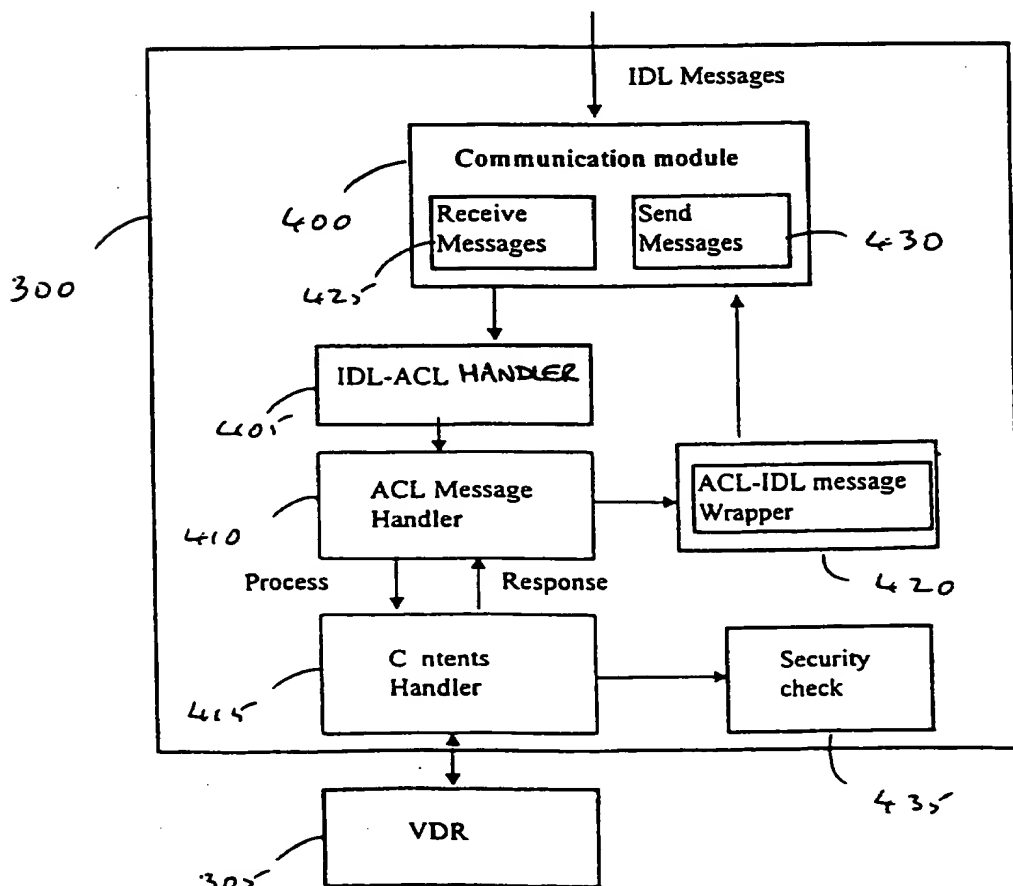 IDL Messages
Communication module
400
Receive
Messages
Send
Messages
430
425
300
IDL-ACL HANDLER
405
ACL Message
Handler
410
ACL-IDL message
Wrapper
420
Process
Response
C ntents
Handler
415
Security
check
435
VDR
305